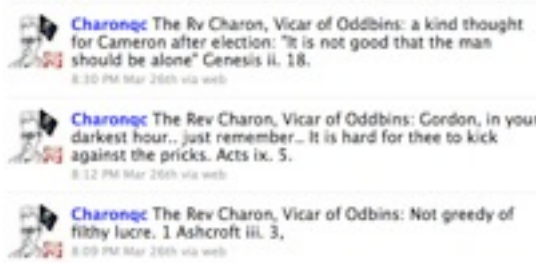 Charonqc The Rv Charon, Vicar of Oddbins: a kind thought
for Cameron after election: "It is not good that the man
should be alone" Genesis ii. 18.
8:30 PM Mar 26th via web
Charonqc The Rev Charon, Vicar of Oddbins: Gordon, in your
darkest hour.. just remember.. It is hard for thee to kick
against the pricks. Acts ix. 5.
8:12 PM Mar 26th via web
Charonqc The Rev Charon, Vicar of Odbins: Not greedy of
filthy lucre. 1 Ashcroft iii. 3,
8:09 PM Mar 26th via web